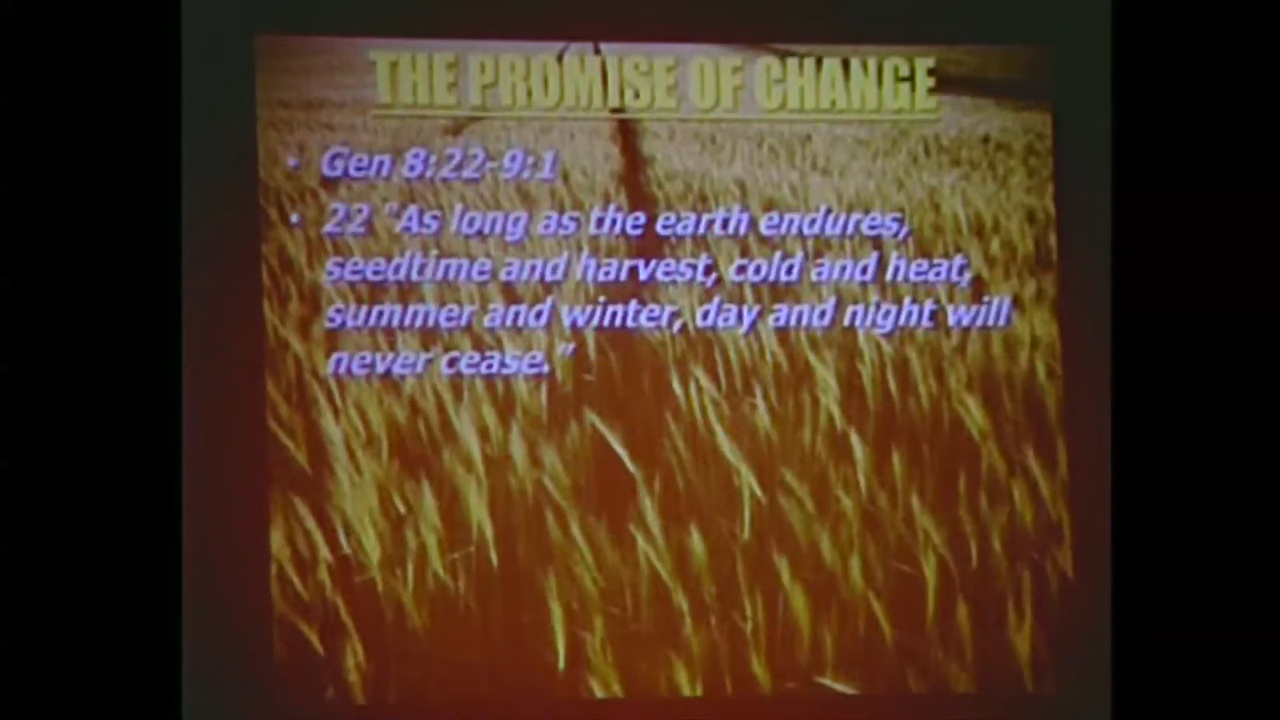 THE PROMISE OF CHANGE
• Gen 8:22-9:1
• 22 "As long as the earth endures,
seedtime and harvest, cold and heat,
summer and winter, day and night will
never cease."